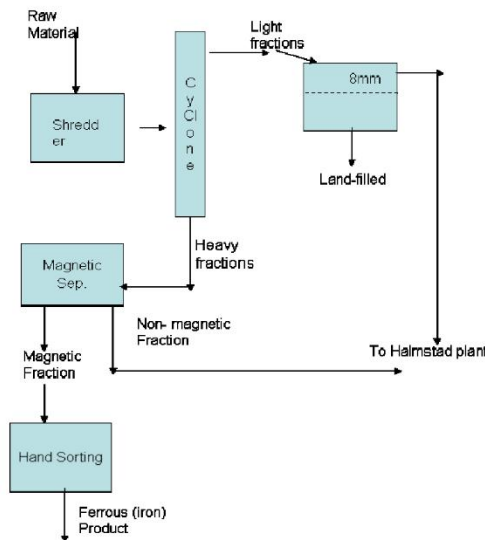 Raw
Material
Light
fractions
8mm
Cy Cl o n e
Shredd
er
Land-filled
Heavy
fractions
Magnetic
Sep.
Non- magnetic
Fraction
To Halmstad plant
Magnetic
Fraction
Hand Sorting
Ferrous (iron)
Product